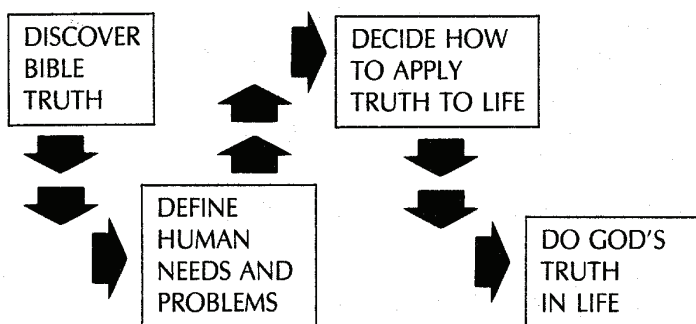 DISCOVER
BIBLE
TRUTH
DEFINE
HUMAN
NEEDS AND
PROBLEMS
DECIDE HOW
TO APPLY
TRUTH TO LIFE
DO GOD'S
TRUTH
IN LIFE